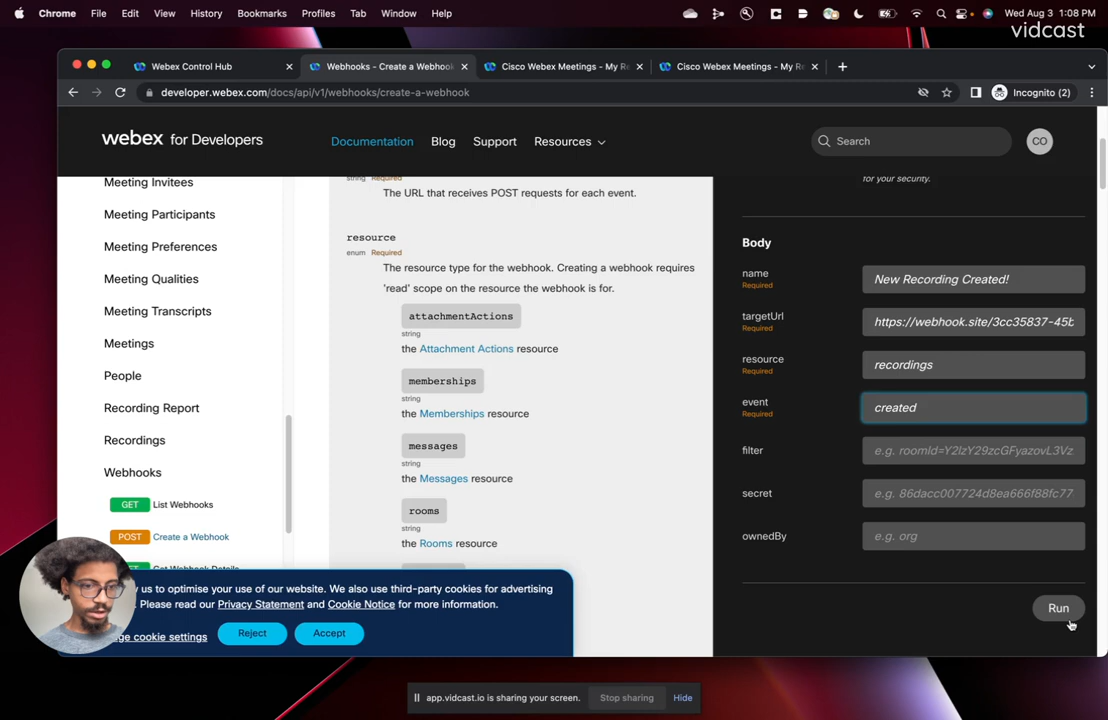 Chrome File Edit View History Bookmarks Profiles Tab Window Help
Wed Aug 3 1:08 PM
vidcast
Webex Control Hub
Webhooks - Create a Webhook
Cisco Webex Meetings - My Re
Cisco Webex Meetings - My Re
developer.webex.com/docs/api/v1/webhooks/create-a-webhook
Incognito (2)
webex for Developers
Documentation
Blog
Support
Resources
Search
CO
Meeting Invitees
Meeting Participants
Meeting Preferences
Meeting Qualities
Meeting Transcripts
Meetings
People
Recording Report
Recordings
Webhooks
GET List Webhooks
POST Create a Webhook
Get Webhook Details
string Required
The URL that receives POST requests for each event.
resource
enum Required
The resource type for the webhook. Creating a webhook requires
'read' scope on the resource the webhook is for.
attachmentActions
string
the Attachment Actions resource
memberships
string
the Memberships resource
messages
string
the Messages resource
rooms
string
the Rooms resource
for your security.
Body
name
Required
New Recording Created!
targetUrl
Required
https://webhook.site/3cc35837-45b
resource
Required
recordings
event
Required
created
filter
e.g. roomId=Y2lzY29zcGFyazovL3Vz
secret
e.g. 86dacc007724d8ea666f88fc77
ownedBy
e.g. org
Run
us to optimise your use of our website. We also use third-party cookies for advertising
Please read our Privacy Statement and Cookie Notice for more information.
cookie settings
Reject
Accept
app.vidcast.io is sharing your screen.
Stop sharing
Hide